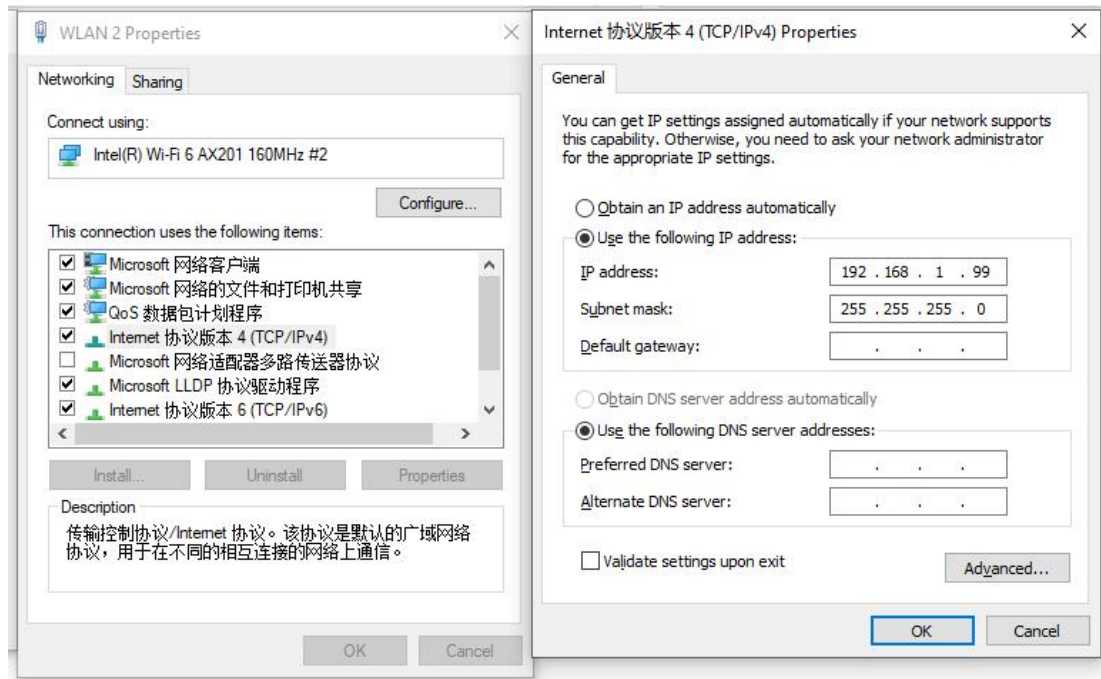 WLAN 2 Properties
Networking
Sharing
Connect using:
Intel(R) Wi-Fi 6 AX201 160MHz #2
Configure...
This connection uses the following items:
Microsoft 网络客户端
Microsoft 网络的文件和打印机共享
QoS 数据包计划程序
Internet 协议版本 4 (TCP/IPv4)
Microsoft 网络适配器多路传送器协议
Microsoft LLDP 协议驱动程序
Internet 协议版本 6 (TCP/IPv6)
Install...
Uninstall
Properties
Description
传输控制协议/Internet 协议。该协议是默认的广域网络
协议，用于在不同的相互连接的网络上通信。
OK
Cancel
Internet 协议版本 4 (TCP/IPv4) Properties
General
You can get IP settings assigned automatically if your network supports
this capability. Otherwise, you need to ask your network administrator
for the appropriate IP settings.
Obtain an IP address automatically
Use the following IP address:
IP address:
192 . 168 . 1 . 99
Subnet mask:
255 . 255 . 255 . 0
Default gateway:
. . .
Obtain DNS server address automatically
Use the following DNS server addresses:
Preferred DNS server:
. . .
Alternate DNS server:
. . .
Validate settings upon exit
Advanced...
OK
Cancel